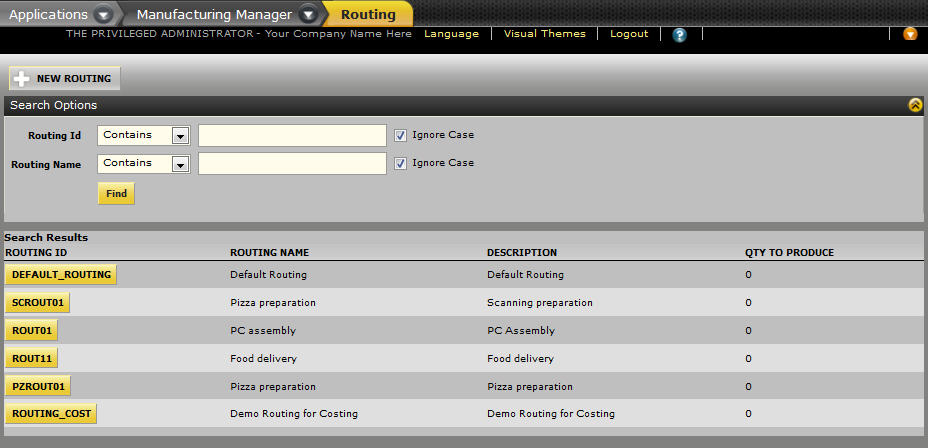 Applications Manufacturing Manager Routing
THE PRIVILEGED ADMINISTRATOR - Your Company Name Here Language Visual Themes Logout ?
NEW ROUTING
Search Options
Routing Id Contains Ignore Case
Routing Name Contains Ignore Case
Find
Search Results
ROUTING ID ROUTING NAME DESCRIPTION QTY TO PRODUCE
DEFAULT_ROUTING Default Routing Default Routing 0
SCROUT01 Pizza preparation Scanning preparation 0
ROUT01 PC assembly PC Assembly 0
ROUT11 Food delivery Food delivery 0
PZROUT01 Pizza preparation Pizza preparation 0
ROUTING_COST Demo Routing for Costing Demo Routing for Costing 0